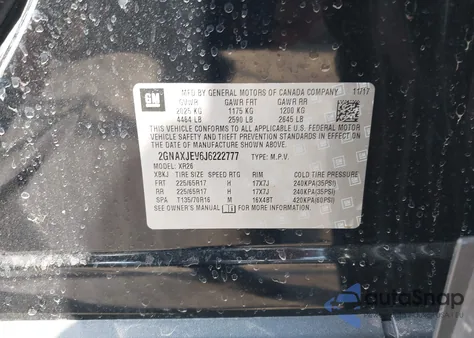 GM
MFD BY GENERAL MOTORS OF CANADA COMPANY 11/17
GVWR GAWR FRT GAWR RR
2025 KG 1175 KG 1200 KG
4464 LB 2590 LB 2645 LB
THIS VEHICLE CONFORMS TO ALL APPLICABLE U.S. FEDERAL MOTOR
VEHICLE SAFETY, BUMPER, AND THEFT PREVENTION STANDARDS
IN EFFECT ON THE DATE OF MANUFACTURE SHOWN ABOVE.
2GNAXJEV6J6222777 TYPE: M.P.V.
MODEL: XR26
XBKJ TIRE SIZE SPEED RTG RIM COLD TIRE PRESSURE
FRT 225/65R17 H 17X7J 240KPA(35PSI)
RR 225/65R17 H 17X7J 240KPA(35PSI)
SPA T135/70R16 M 16X4BT 420KPA(60PSI)
SEE OWNER'S MANUAL FOR ADDITIONAL INFORMATION
autoSnap